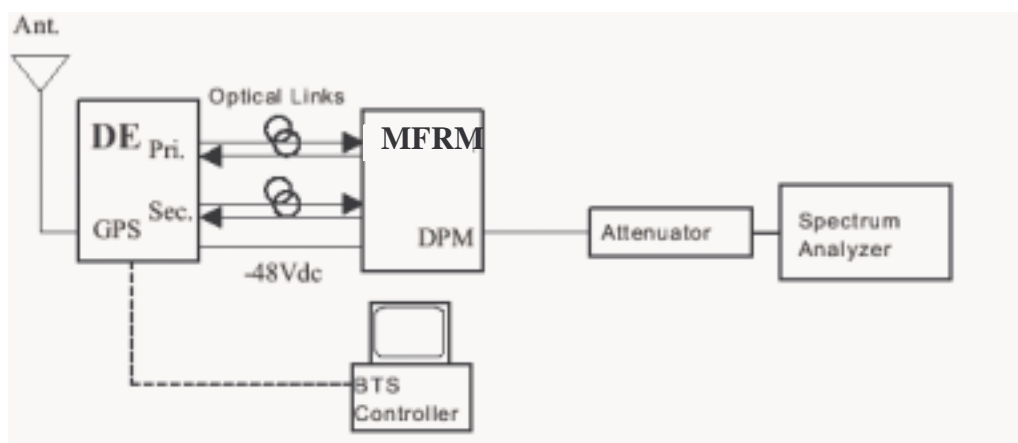 Ant.
Optical Links
DE
MFRM
Pri.
Sec.
GPS
DPM
-48Vdc
Attenuator
Spectrum
Analyzer
BTS
Controller